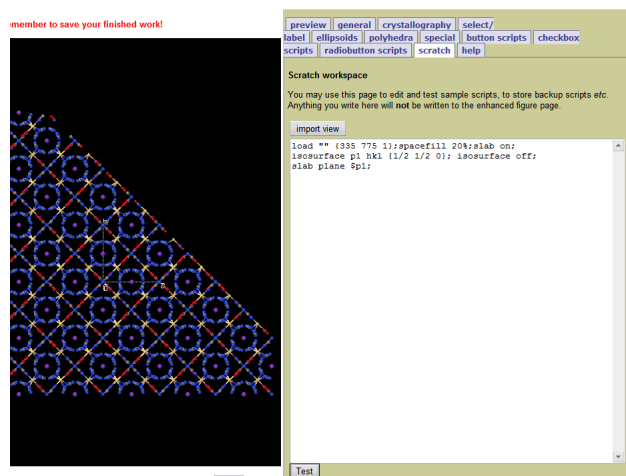 emember to save your finished work!
preview general crystallography select/
label ellipsoids polyhedra special button scripts checkbox
scripts radiobutton scripts scratch help
Scratch workspace
You may use this page to edit and test sample scripts, to store backup scripts etc.
Anything you write here will not be written to the enhanced figure page.
import view
load "" {335 775 1};spacefill 20%;slab on;
isosurface p1 hkl {1/2 1/2 0}; isosurface off;
slab plane $p1;
Test